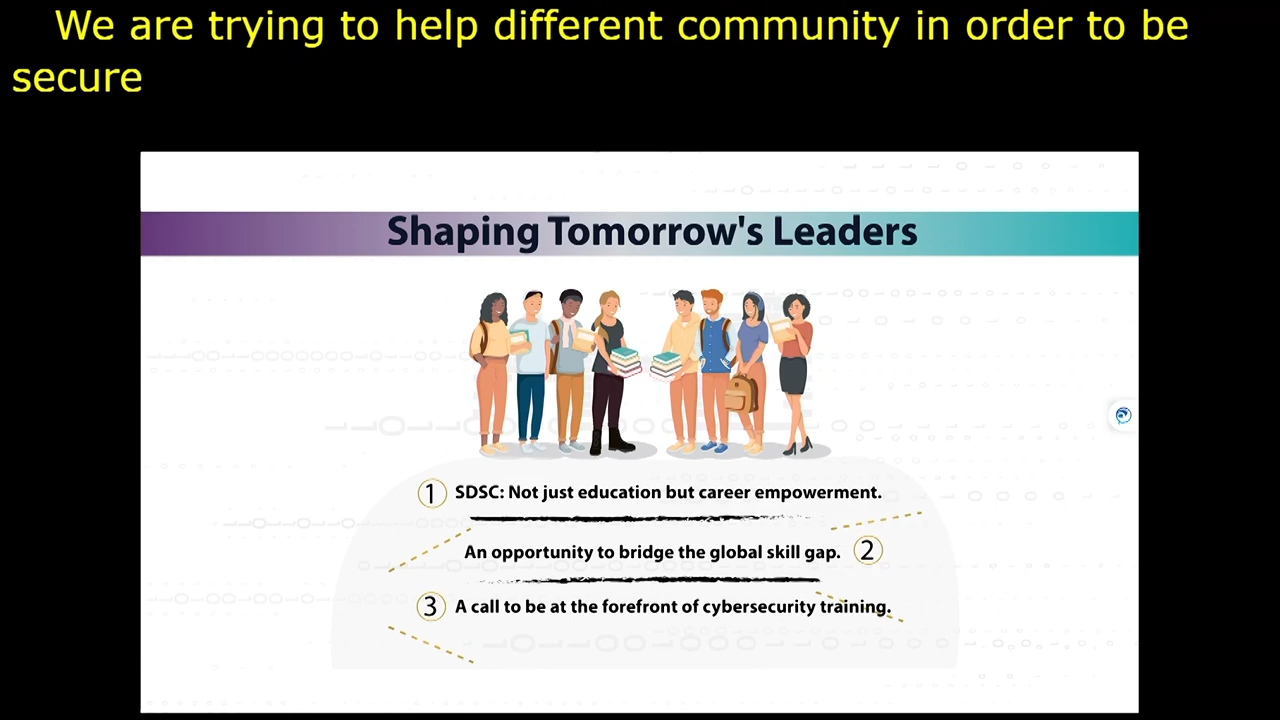 We are trying to help different community in order to be
secure
Shaping Tomorrow's Leaders
1 SDSC: Not just education but career empowerment.
An opportunity to bridge the global skill gap. 2
3 A call to be at the forefront of cybersecurity training.